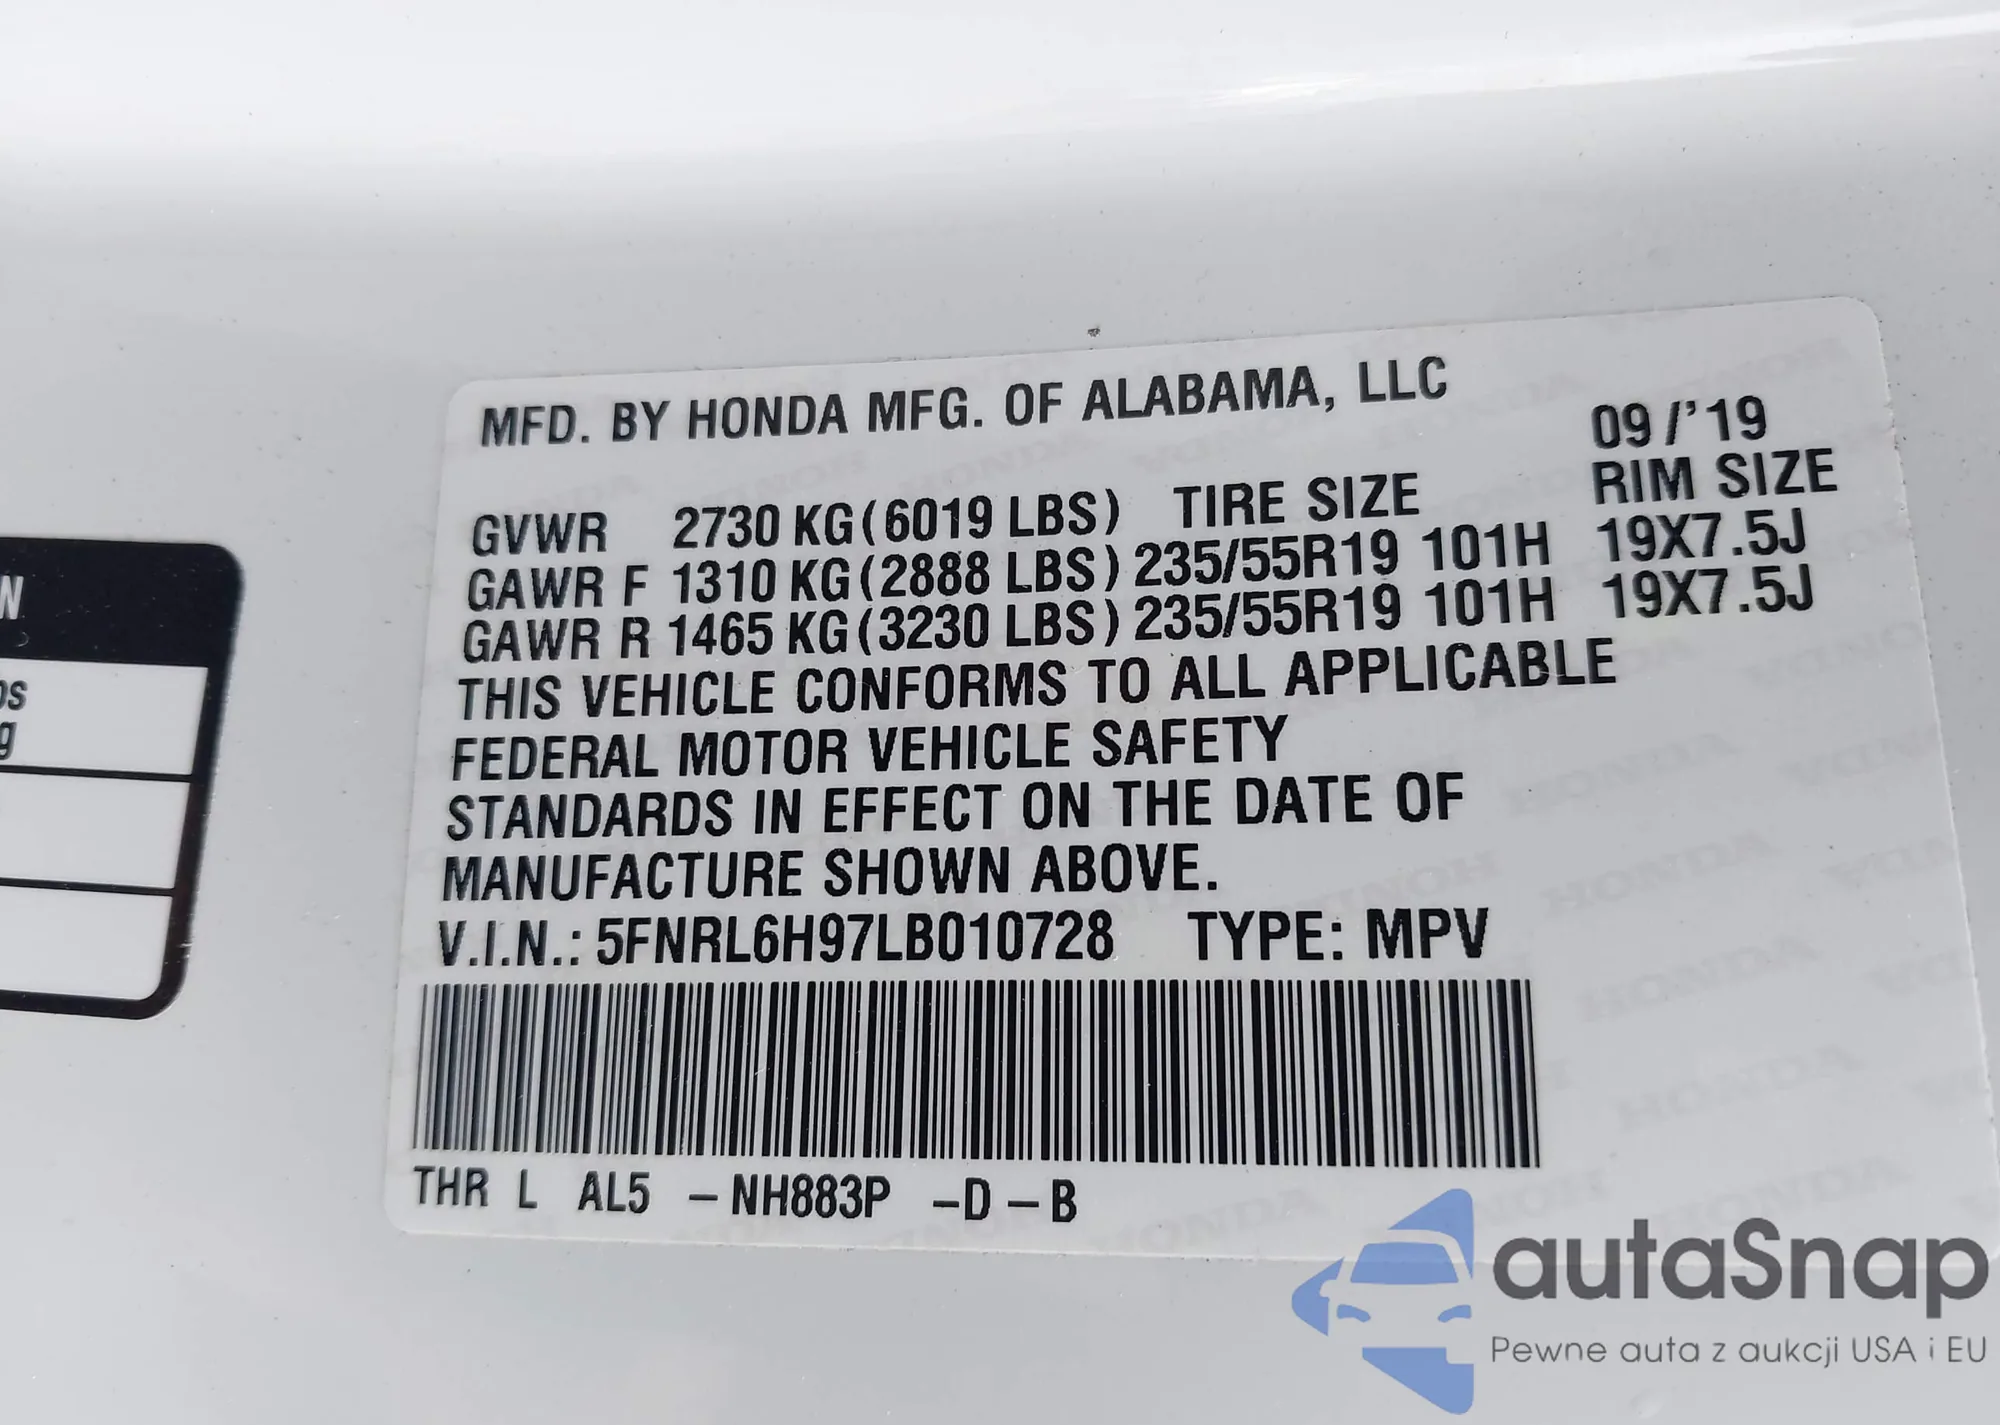 MFD. BY HONDA MFG. OF ALABAMA, LLC
09/'19
GVWR 2730 KG(6019 LBS) TIRE SIZE RIM SIZE
GAWR F 1310 KG(2888 LBS) 235/55R19 101H 19X7.5J
GAWR R 1465 KG(3230 LBS) 235/55R19 101H 19X7.5J
THIS VEHICLE CONFORMS TO ALL APPLICABLE
FEDERAL MOTOR VEHICLE SAFETY
STANDARDS IN EFFECT ON THE DATE OF
MANUFACTURE SHOWN ABOVE.
V.I.N.: 5FNRL6H97LB010728 TYPE: MPV
THR L AL5 -NH883P -D-B
autaSnap
Pewne auta z aukcji USA i EU